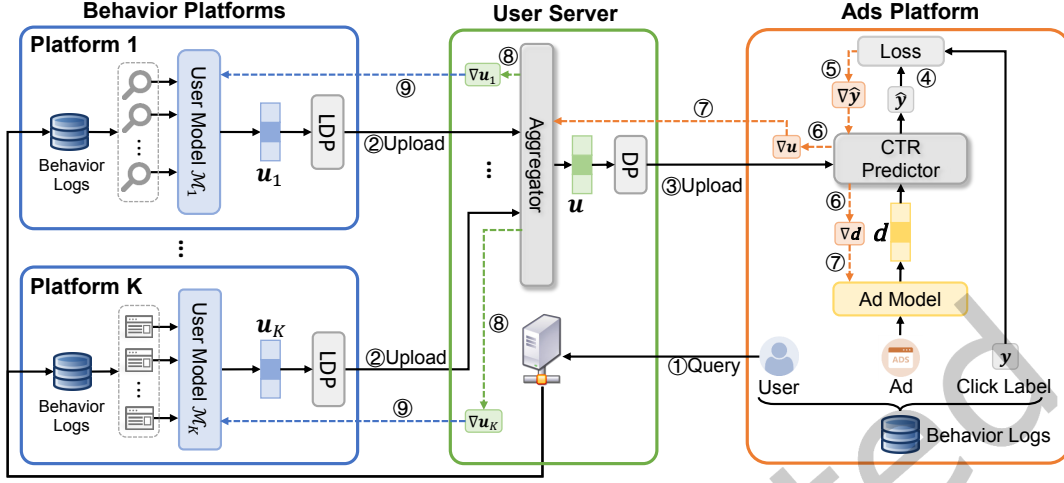 Behavior Platforms
User Server
Ads Platform
Platform 1
Behavior
Logs
User Model ℳ₁
u₁
LDP
②Upload
⑨
∇u₁
⑧
Aggregator
u
DP
③Upload
⑦
∇u
⑥
Loss
⑤
④
∇ŷ
ŷ
CTR
Predictor
⑥
∇d
d
⑦
Ad Model
Platform K
Behavior
Logs
User Model ℳ_K
u_K
LDP
②Upload
⑨
∇u_K
⑧
①Query
User
ADS
Ad
y
Click Label
Behavior Logs